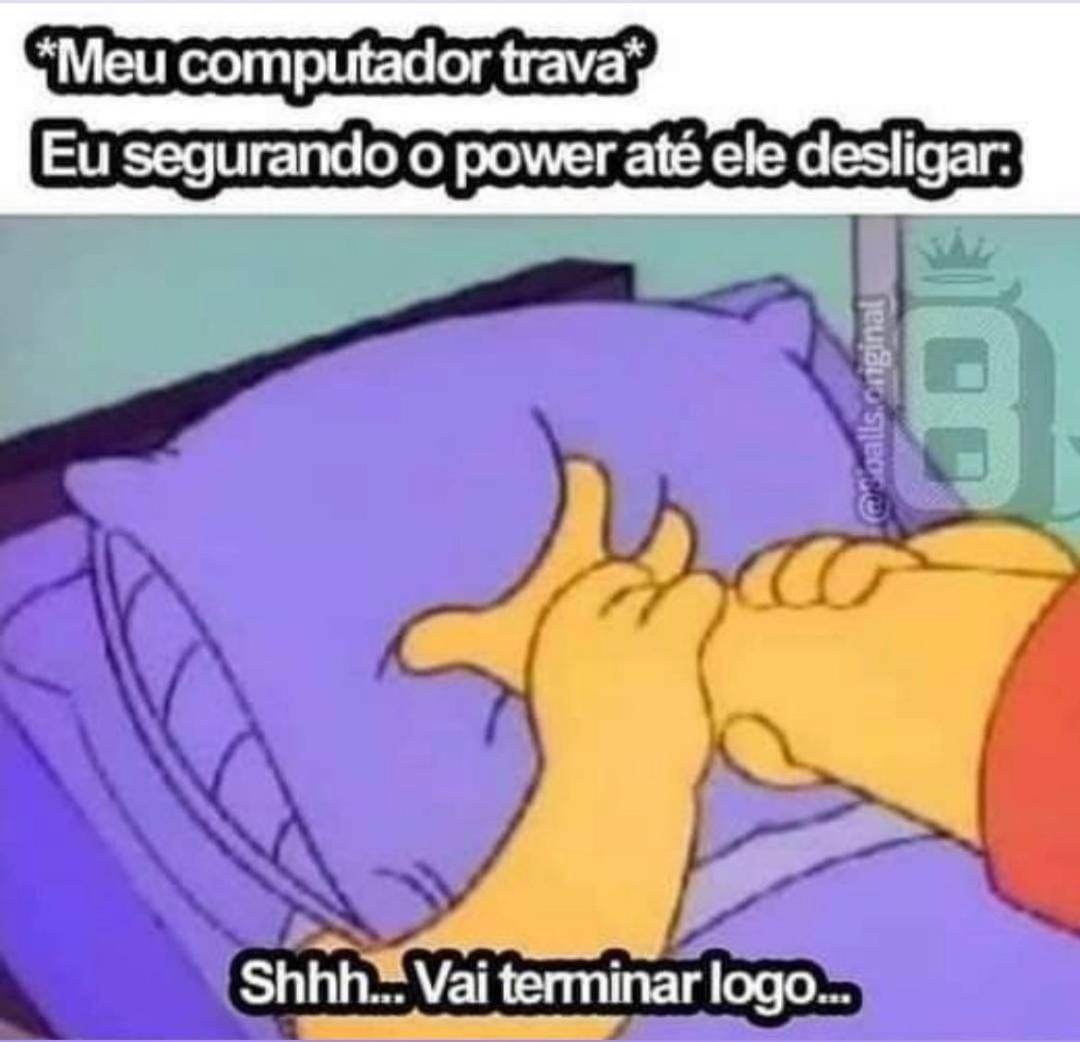 *Meu computador trava*
Eu segurando o power até ele desligar:
Shhh... Vai terminar logo...